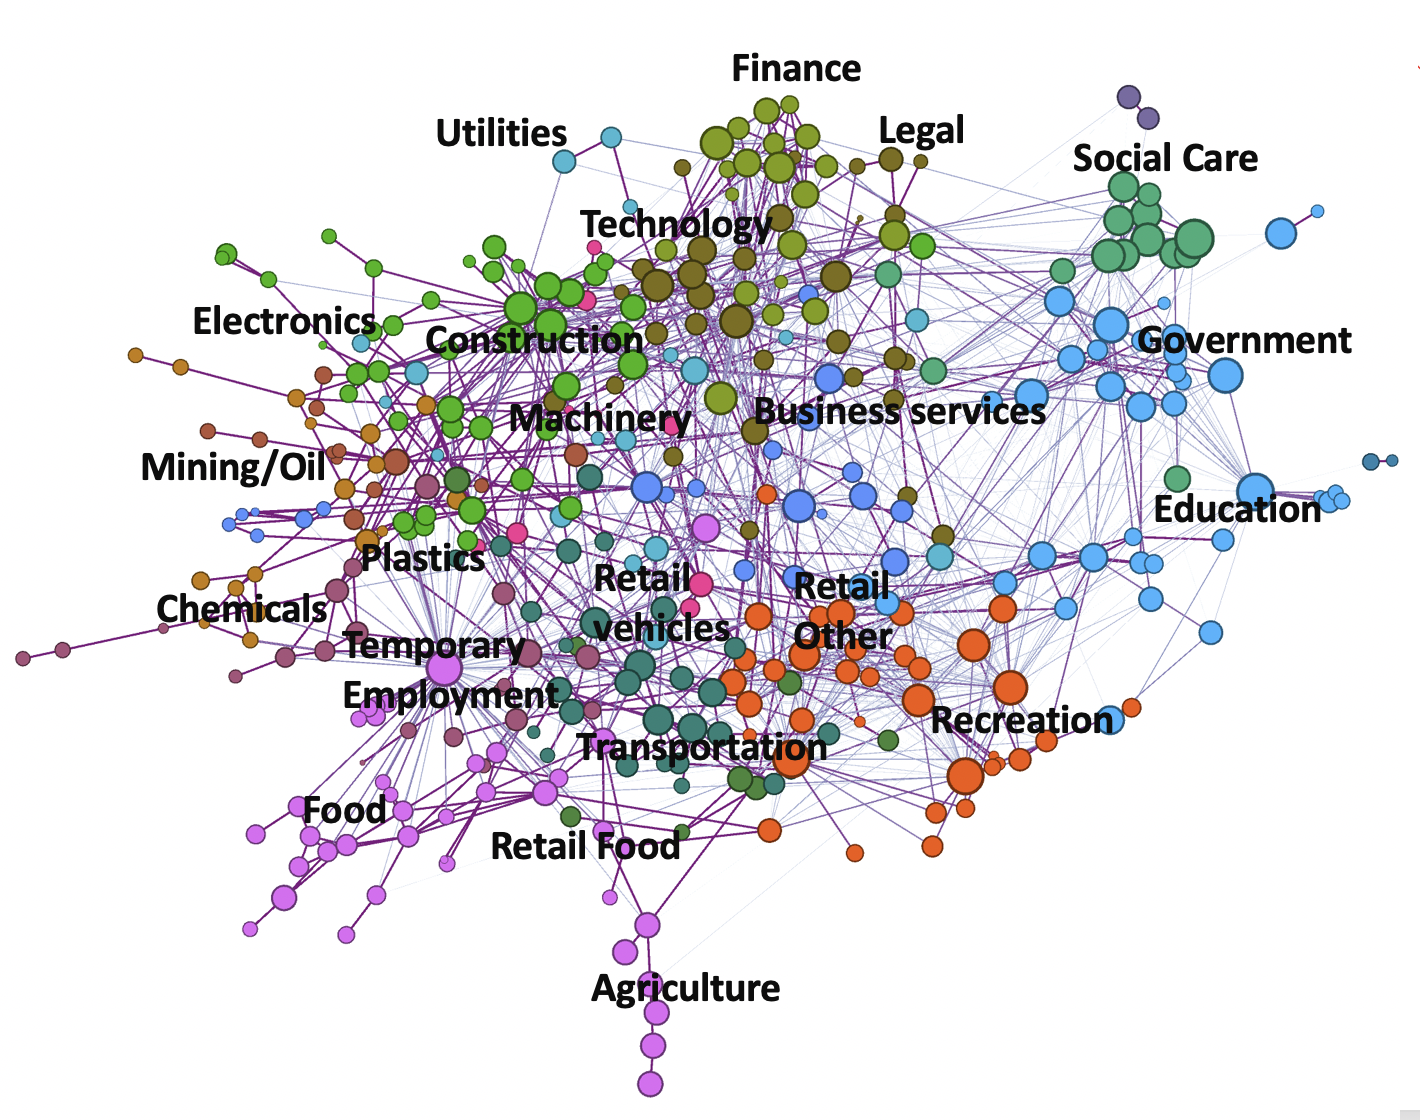 Finance
Utilities
Legal
Social Care
Technology
Electronics
Construction
Government
Machinery
Business services
Mining/Oil
Education
Plastics
Retail
vehicles
Retail
Other
Chemicals
Temporary
Employment
Recreation
Transportation
Food
Retail Food
Agriculture